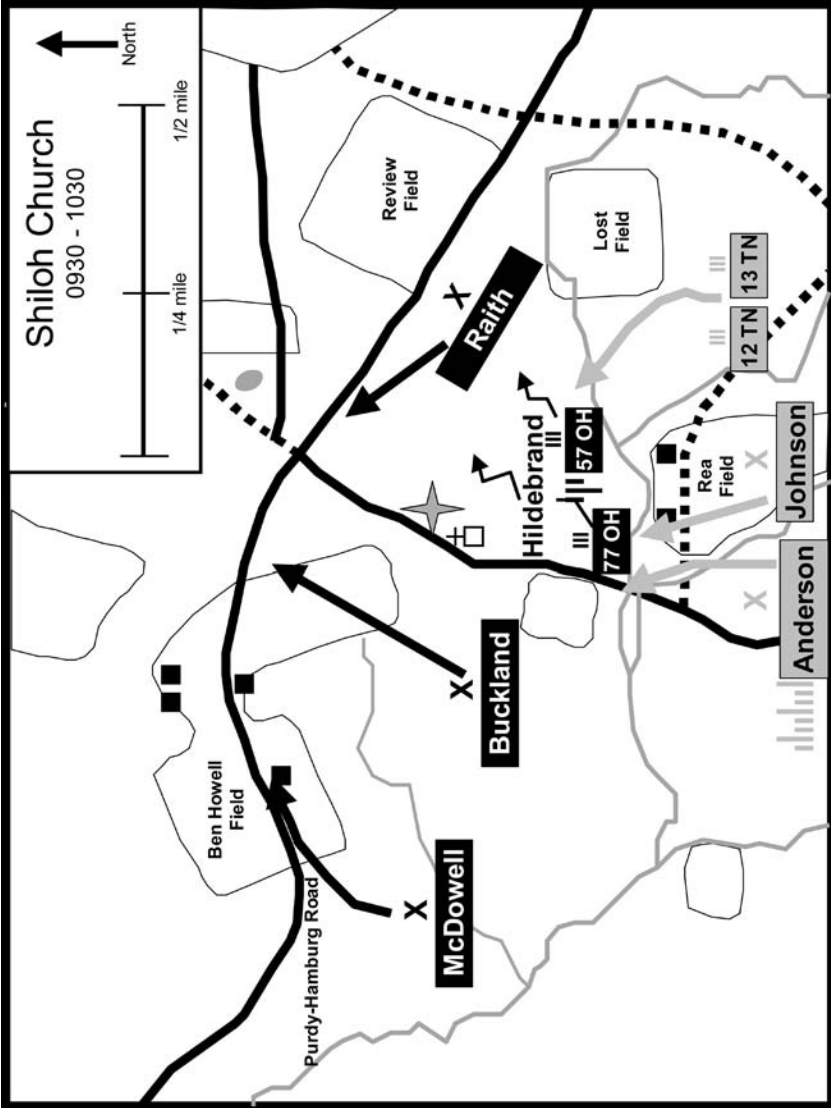 Shiloh Church
0930 - 1030
1/4 mile
1/2 mile
North
Ben Howell
Field
Purdy-Hamburg Road
McDowell
X
Buckland
X
Raith
X
Review
Field
Lost
Field
Hildebrand
77 OH
57 OH
12 TN
13 TN
Rea
Field
Anderson
X
Johnson
X